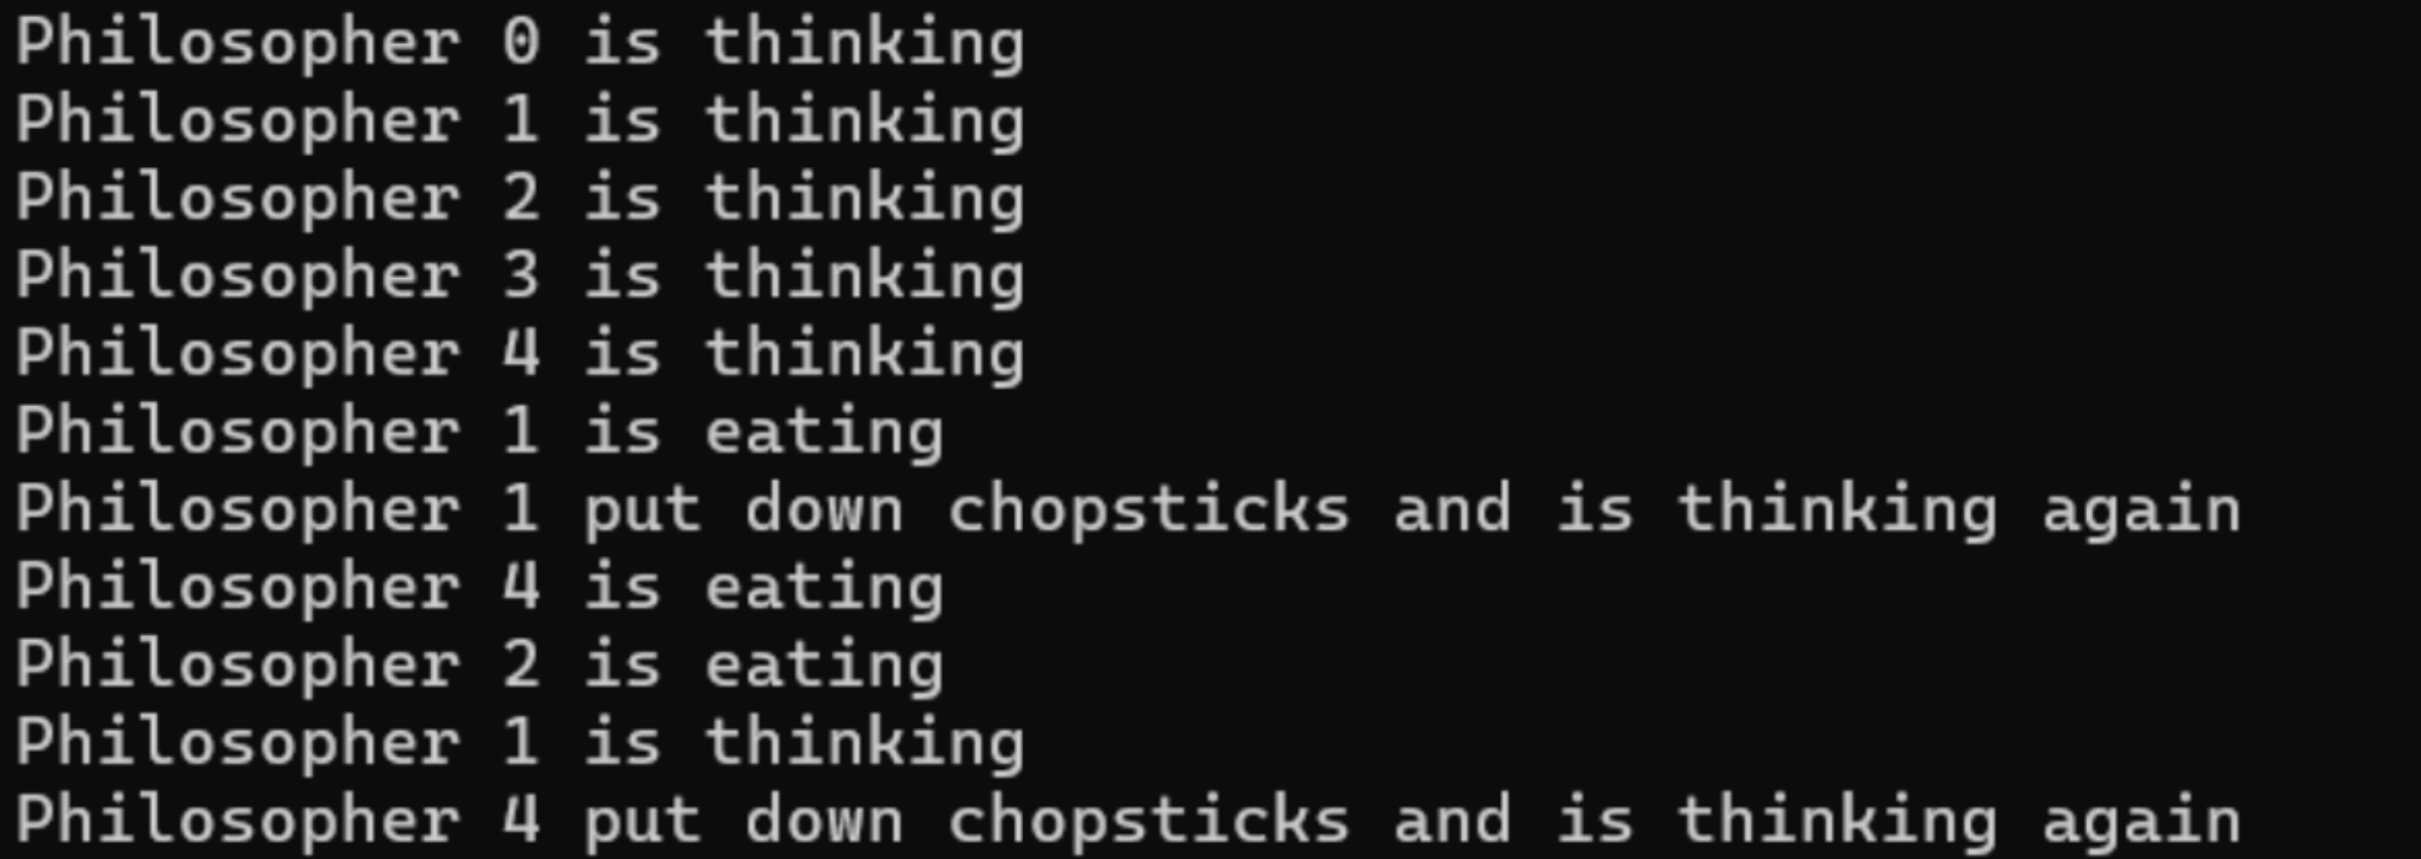 Philosopher 0 is thinking
Philosopher 1 is thinking
Philosopher 2 is thinking
Philosopher 3 is thinking
Philosopher 4 is thinking
Philosopher 1 is eating
Philosopher 1 put down chopsticks and is thinking again
Philosopher 4 is eating
Philosopher 2 is eating
Philosopher 1 is thinking
Philosopher 4 put down chopsticks and is thinking again